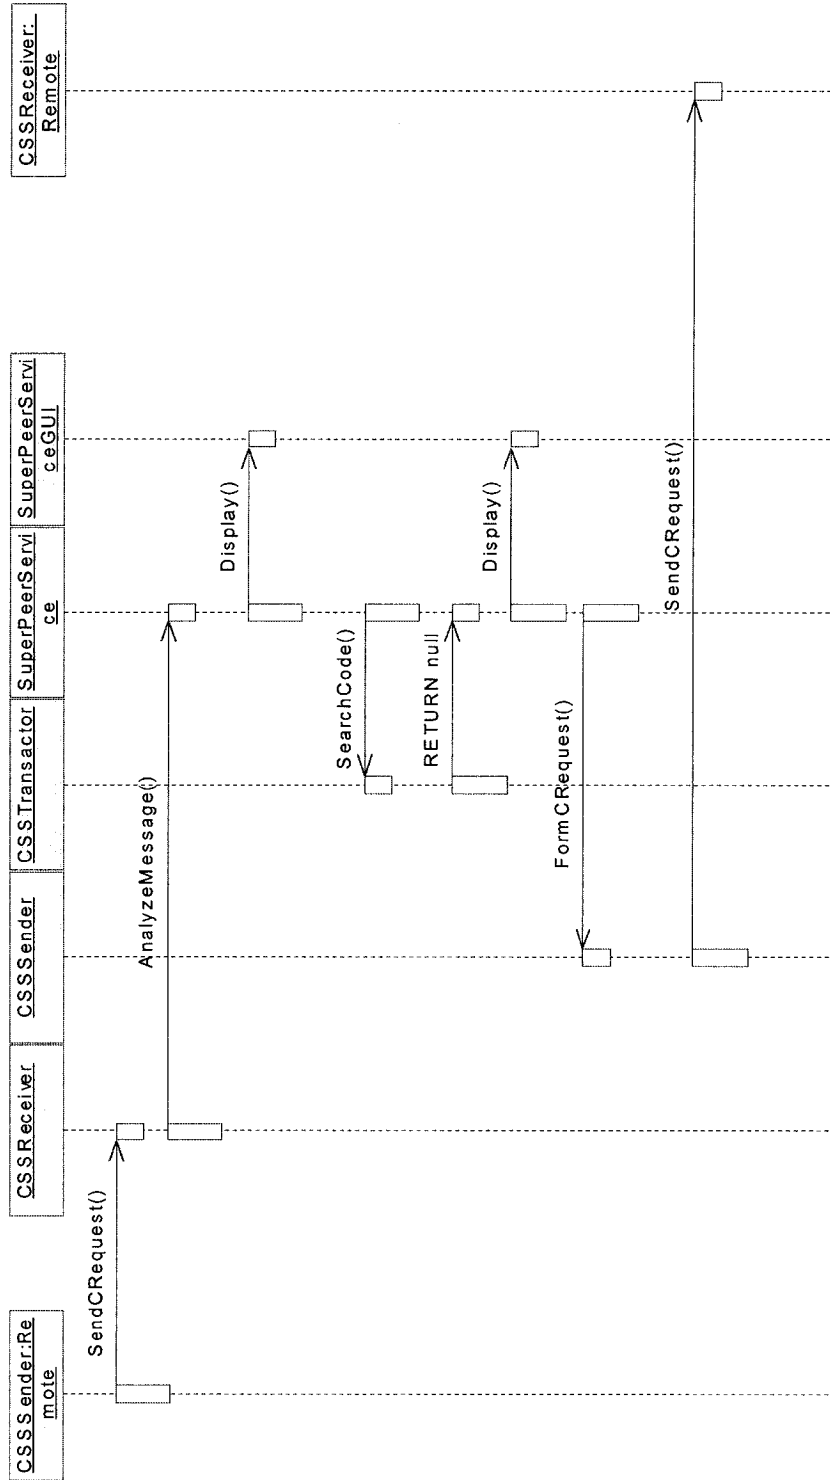 CSSSender:Re
mote
CSSReceiver
CSSSender
CSSTransactor
SuperPeerServi
ce
SuperPeerServi
ceGUI
CSSReceiver:
Remote
SendCRequest()
AnalyzeMessage()
Display()
SearchCode()
RETURN null
Display()
FormCRequest()
SendCRequest()